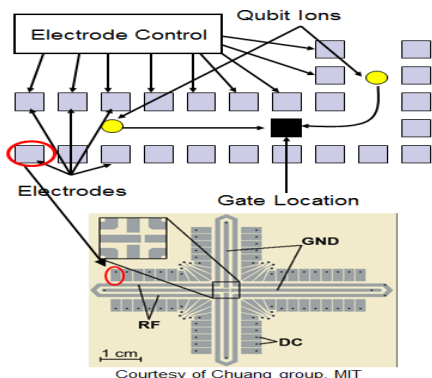 Qubit Ions
Electrode Control
Electrodes
Gate Location
GND
RF
DC
1 cm
Courtesy of Chuang group, MIT